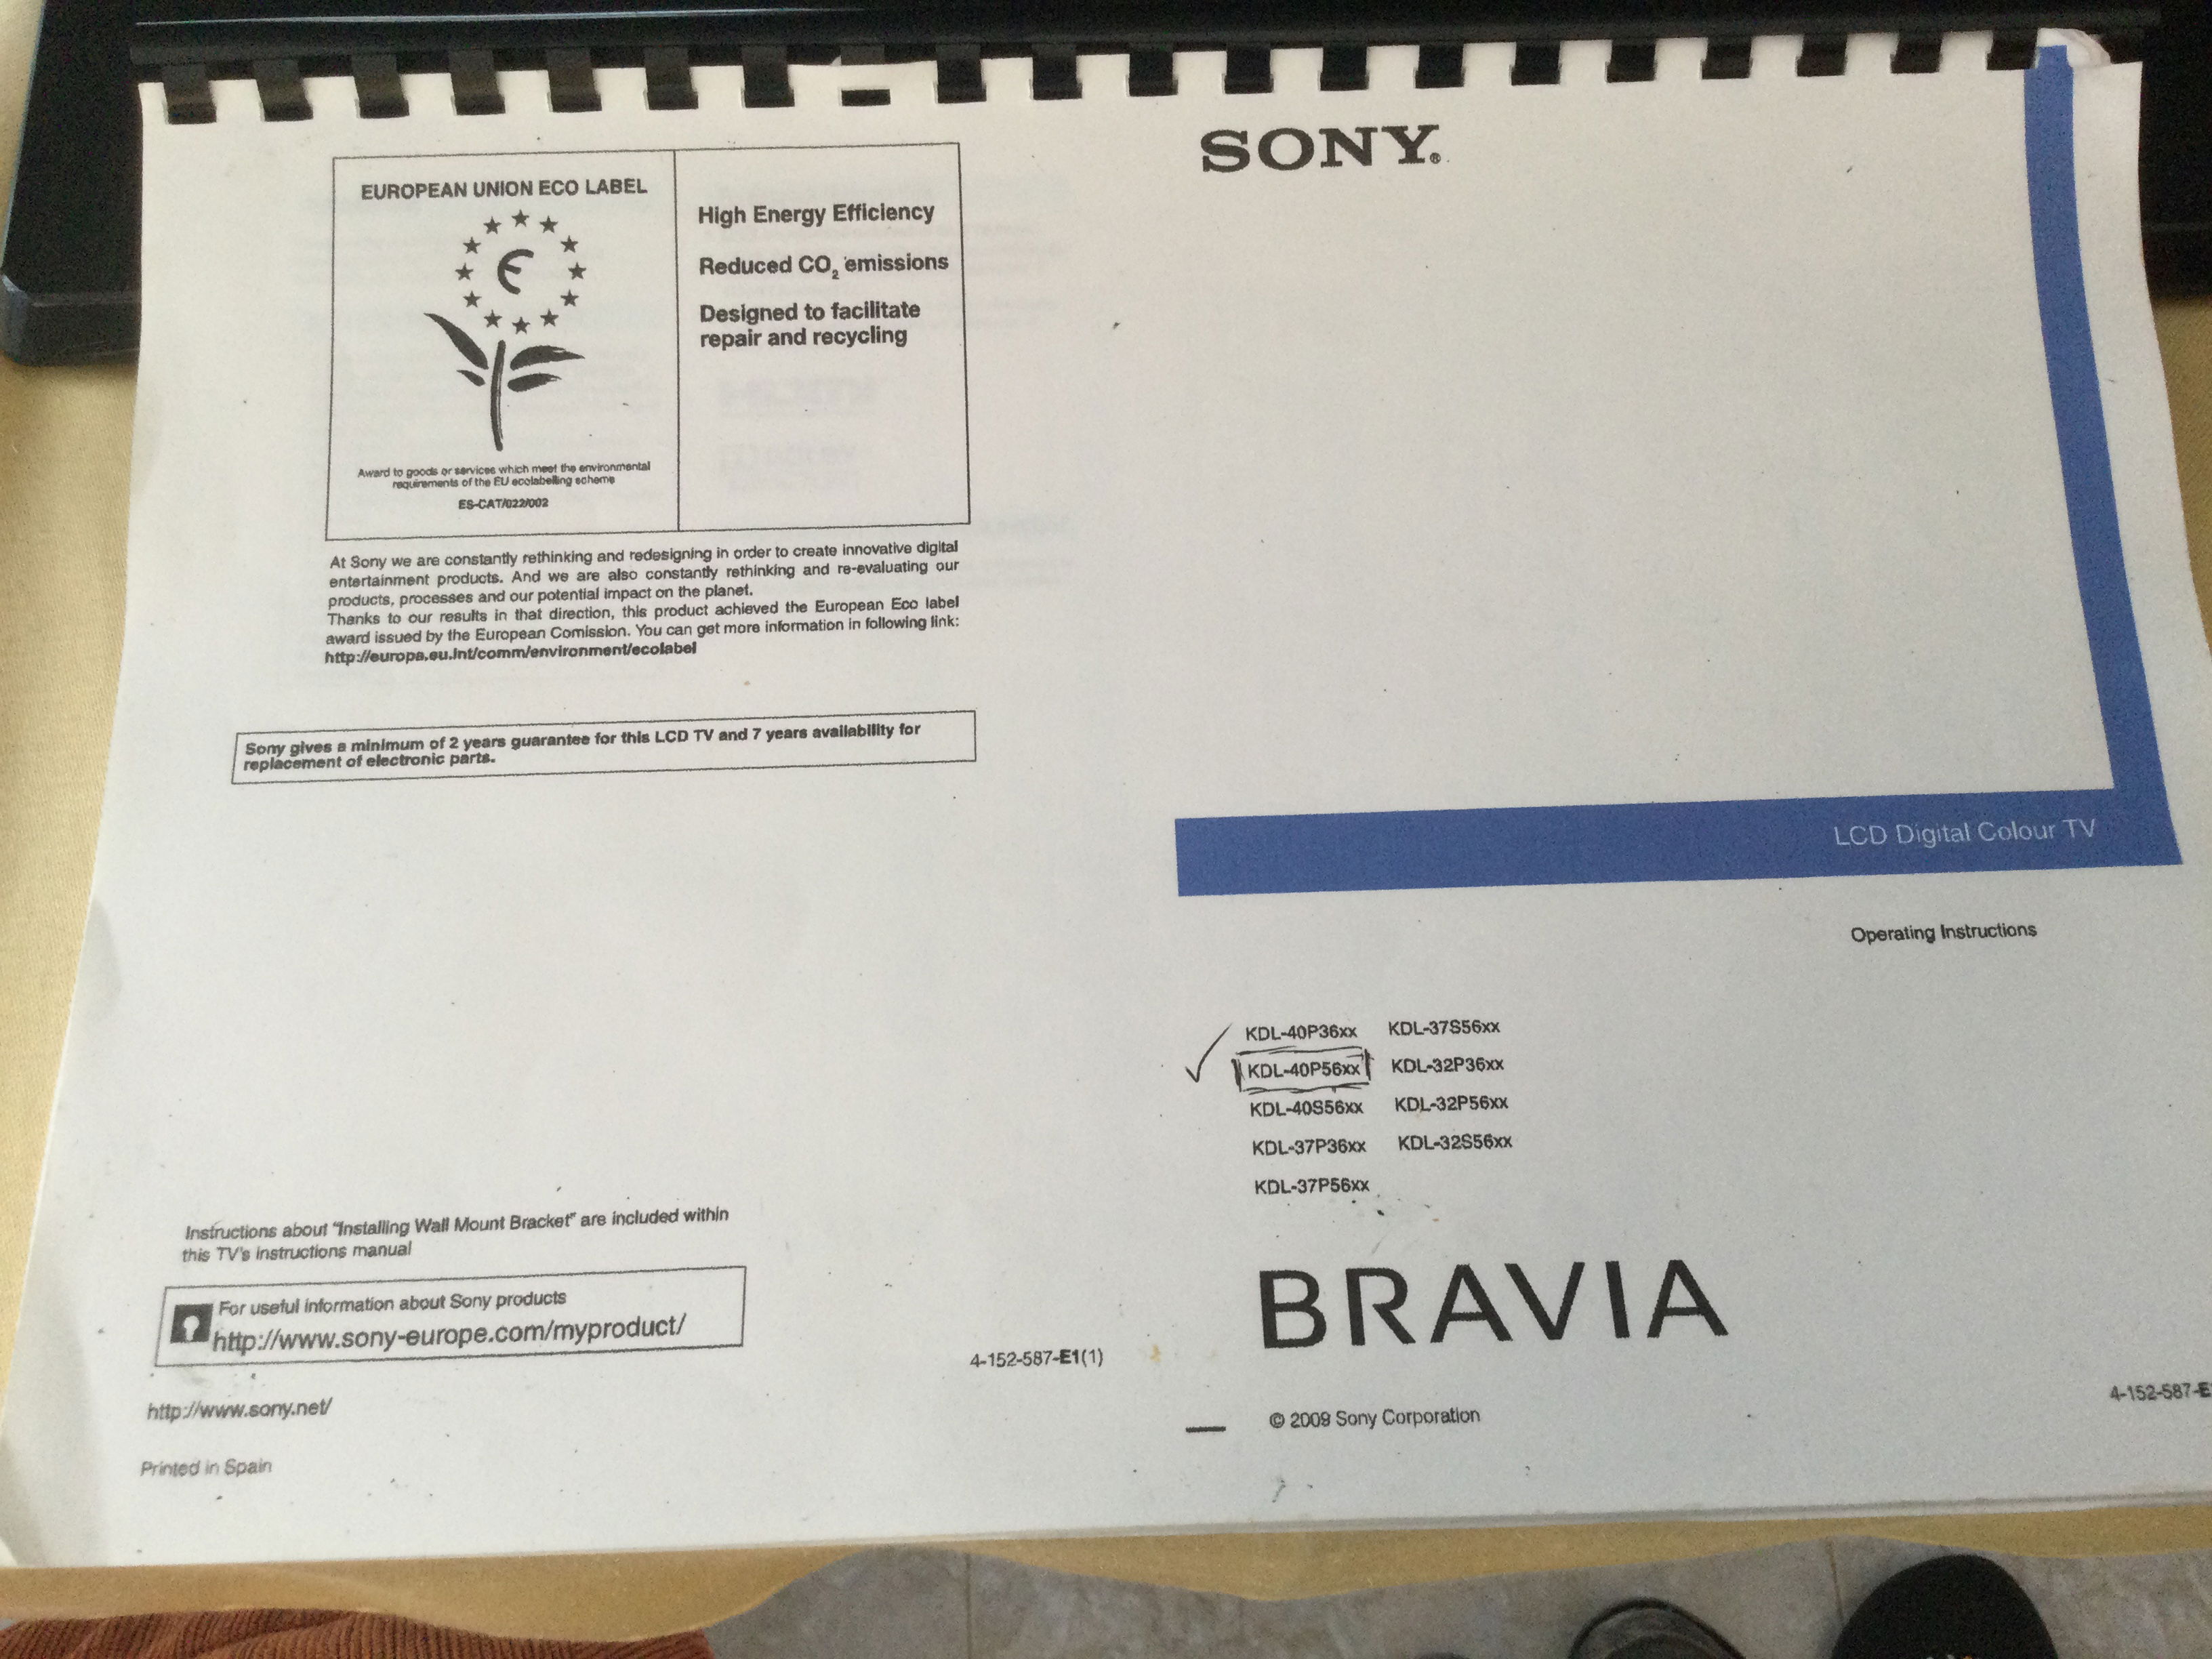 EUROPEAN UNION ECO LABEL
Award to goods or services which meet the environmental
requirements of the EU ecolabelling scheme
ES-CAT/022/002
High Energy Efficiency
Reduced CO₂ emissions
Designed to facilitate
repair and recycling
At Sony we are constantly rethinking and redesigning in order to create innovative digital
entertainment products. And we are also constantly rethinking and re-evaluating our
products, processes and our potential impact on the planet.
Thanks to our results in that direction, this product achieved the European Eco label
award issued by the European Comission. You can get more information in following link:
http://europa.eu.int/comm/environment/ecolabel
Sony gives a minimum of 2 years guarantee for this LCD TV and 7 years availability for
replacement of electronic parts.
Instructions about "Installing Wall Mount Bracket" are included within
this TV's instructions manual
For useful information about Sony products
http://www.sony-europe.com/myproduct/
http://www.sony.net/
Printed in Spain
4-152-587-E1(1)
SONY®
LCD Digital Colour TV
Operating Instructions
KDL-40P36xx KDL-37S56xx
KDL-40P56xx KDL-32P36xx
KDL-40S56xx KDL-32P56xx
KDL-37P36xx KDL-32S56xx
KDL-37P56xx
BRAVIA
© 2009 Sony Corporation
4-152-587-E